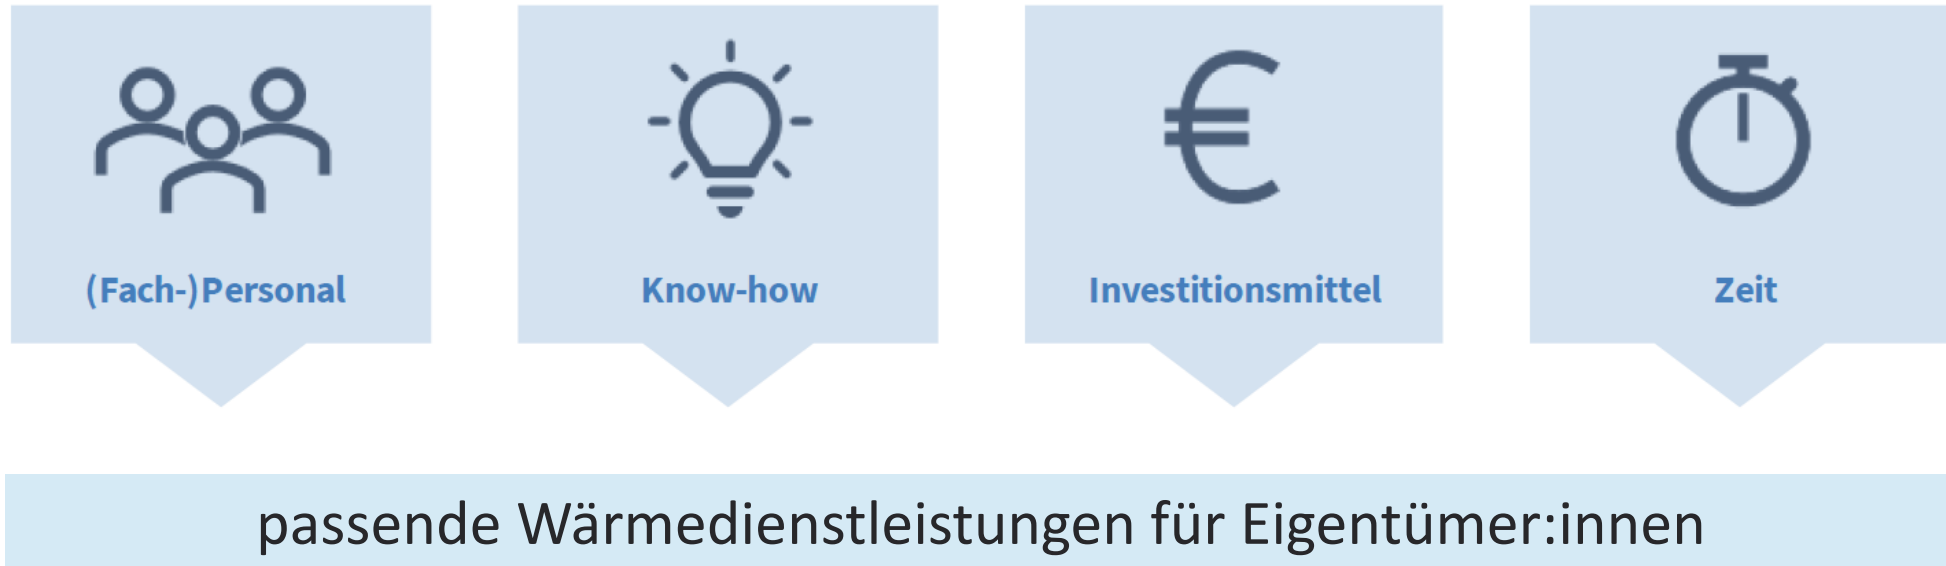 (Fach-)Personal
Know-how
Investitionsmittel
Zeit
passende Wärmedienstleistungen für Eigentümer:innen